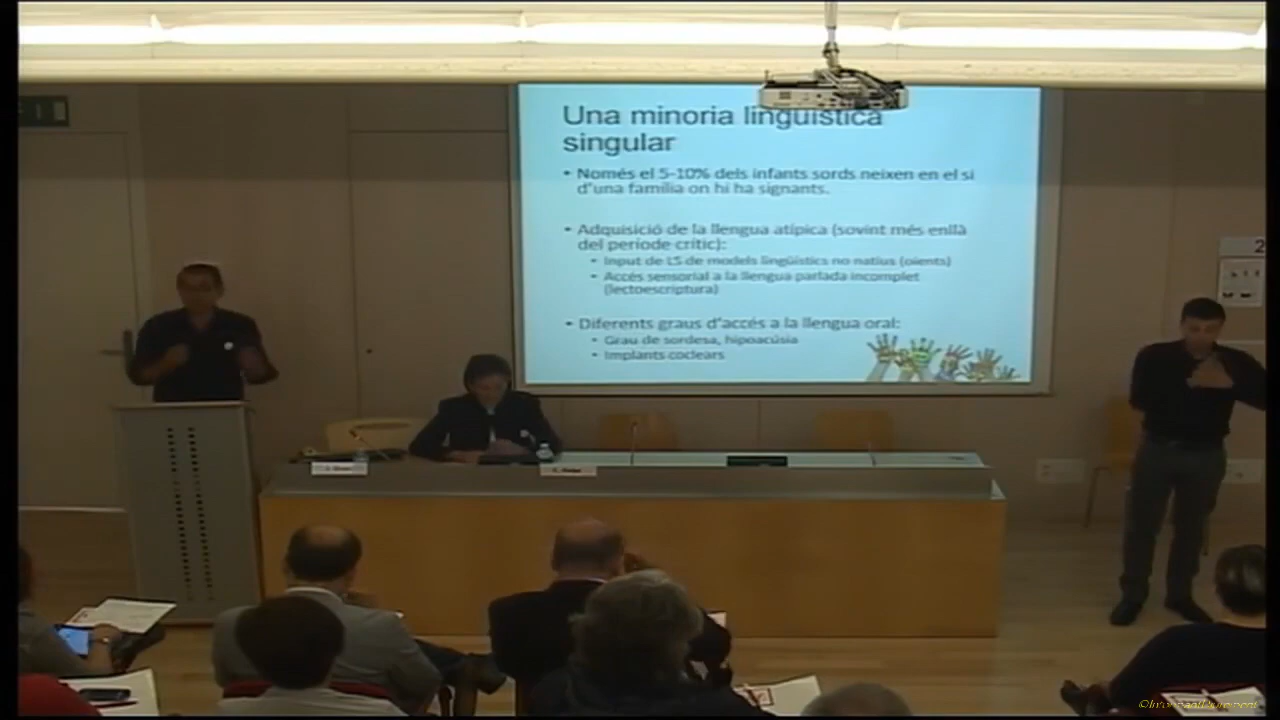 Una minoria lingüística
singular
• Només el 5-10% dels infants sords neixen en el si
d'una família on hi ha signants.
• Adquisició de la llengua atípica (sovint més enllà
del període crític):
• Input de LS de models lingüístics no natius (oients)
• Accés sensorial a la llengua parlada incomplet
(lectoescriptura)
• Diferents graus d'accés a la llengua oral:
• Grau de sordesa, hipoacúsia
• Implants coclears
2